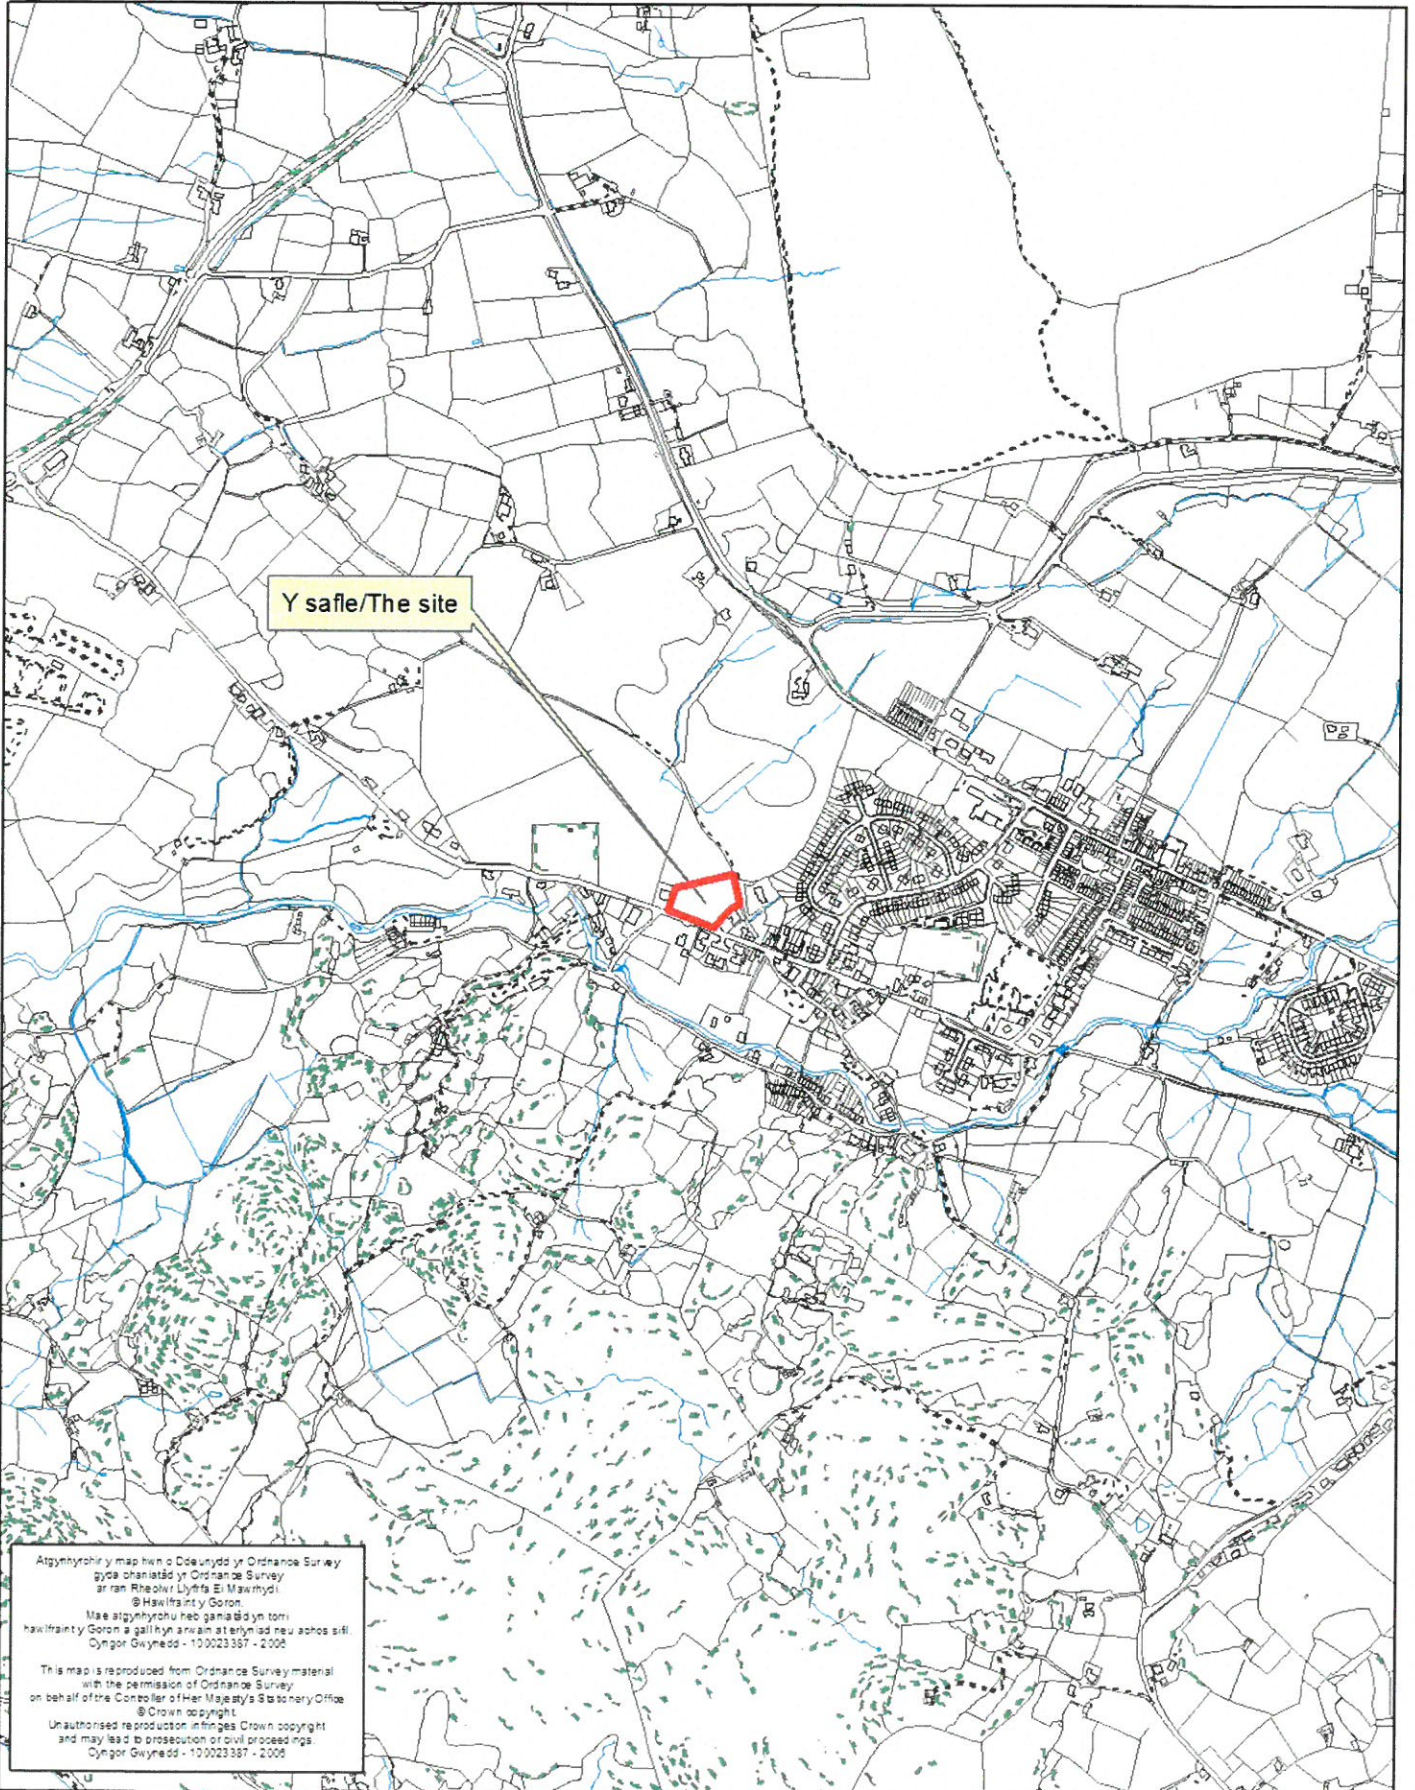 Y safle/The site
Atgynhyrchir y map hwn o Ddeunydd yr Ordnance Survey
gyda chaniatâd yr Ordnance Survey
ar ran Rheolwr Llyfrfa Ei Mawrhydi.
© Hawlfraint y Goron.
Mae atgynhyrchu heb ganiatâd yn torri
hawlfraint y Goron a gall hyn arwain at erlyniad neu achos sifil.
Cyngor Gwynedd - 100023387 - 2008
This map is reproduced from Ordnance Survey material
with the permission of Ordnance Survey
on behalf of the Controller of Her Majesty's Stationery Office
© Crown copyright.
Unauthorised reproduction infringes Crown copyright
and may lead to prosecution or civil proceedings.
Cyngor Gwynedd - 100023387 - 2008